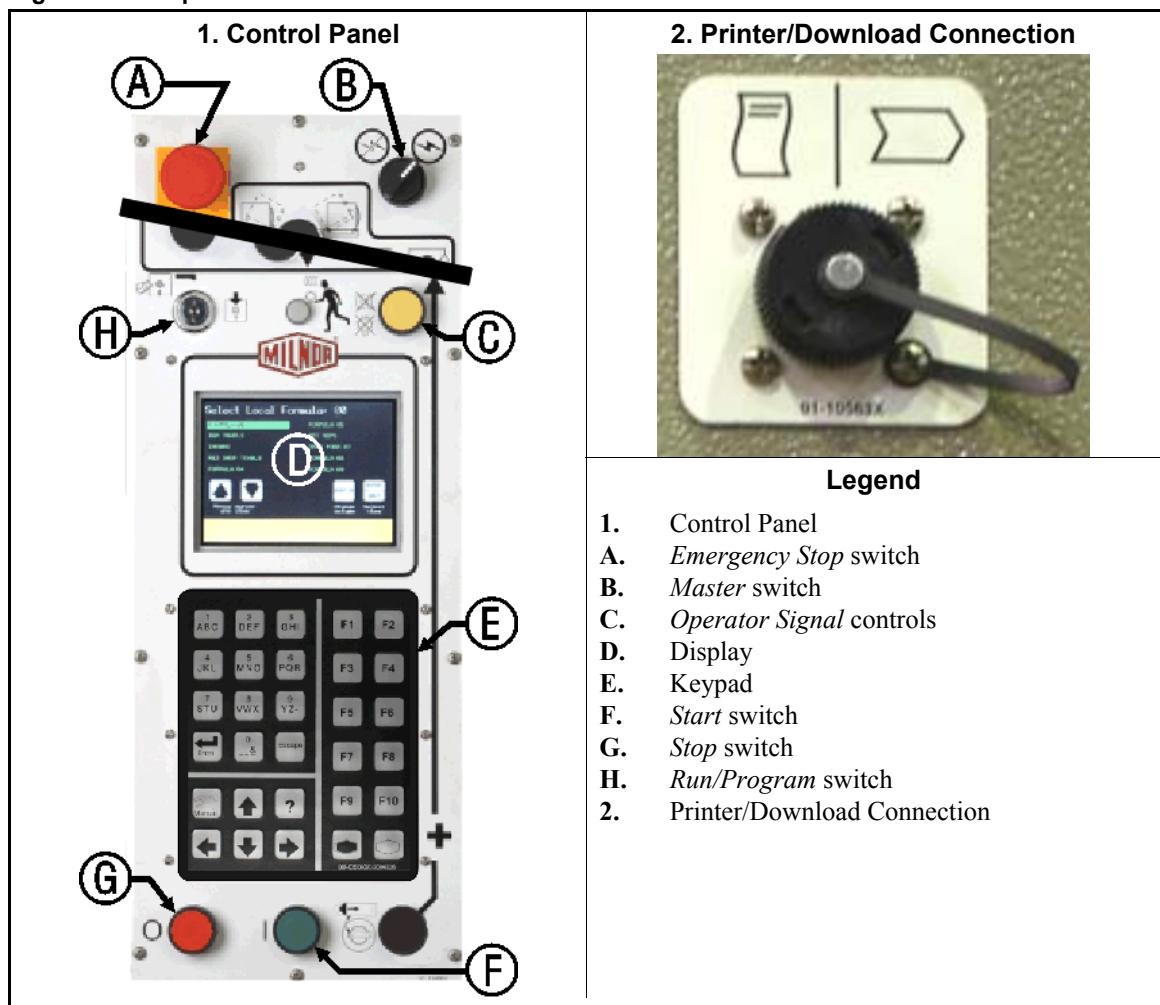 1. Control Panel
A
B
H
C
MILNOR
Select Local Formula: 00
D
E
1 ABC 2 DEF 3 GHI F1 F2
4 JKL 5 MNO 6 PQR F3 F4
7 STU 8 VWX 9 YZ- F5 F6
Enter 0 Escape F7 F8
Manual ? F9 F10
+
G
F
2. Printer/Download Connection
01-10563X
Legend
1. Control Panel
A. Emergency Stop switch
B. Master switch
C. Operator Signal controls
D. Display
E. Keypad
F. Start switch
G. Stop switch
H. Run/Program switch
2. Printer/Download Connection